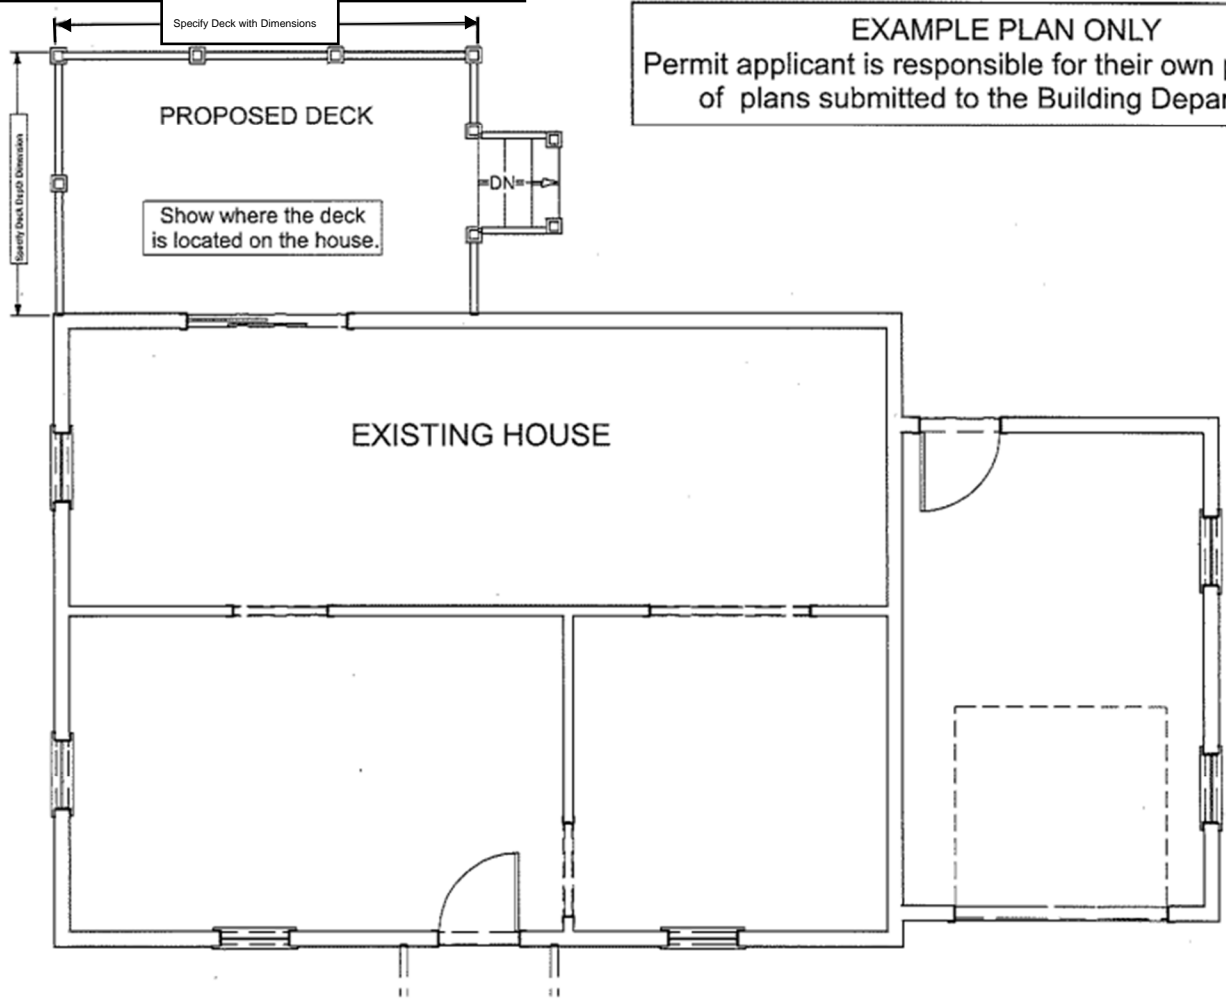 Specify Deck with Dimensions
EXAMPLE PLAN ONLY
Permit applicant is responsible for their own
of plans submitted to the Building
PROPOSED DECK
Specify Deck Depth Dimension
DN
Show where the deck
is located on the house.
EXISTING HOUSE